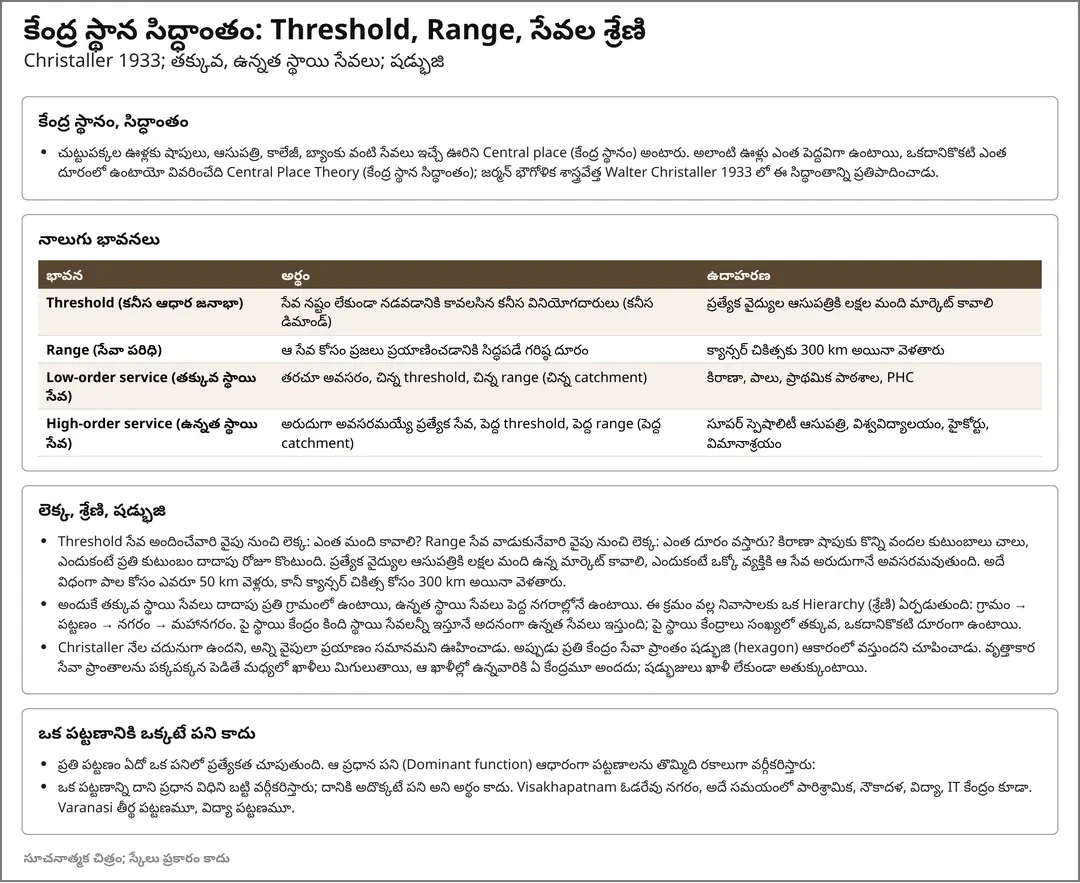 కేంద్ర స్థాన సిద్ధాంతం: Threshold, Range, సేవల శ్రేణి
Christaller 1933; తక్కువ, ఉన్నత స్థాయి సేవలు; షడ్భుజి
కేంద్ర స్థానం, సిద్ధాంతం
• చుట్టుపక్కల ఊళ్లకు షాపులు, ఆసుపత్రి, కాలేజీ, బ్యాంకు వంటి సేవలు ఇచ్చే ఊరిని Central place (కేంద్ర స్థానం) అంటారు. అలాంటి ఊళ్లు ఎంత పెద్దవిగా ఉంటాయి, ఒకదానికొకటి ఎంత
దూరంలో ఉంటాయో వివరించేది Central Place Theory (కేంద్ర స్థాన సిద్ధాంతం); జర్మన్ భౌగోళిక శాస్త్రవేత్త Walter Christaller 1933 లో ఈ సిద్ధాంతాన్ని ప్రతిపాదించాడు.
నాలుగు భావనలు
భావన అర్థం ఉదాహరణ
Threshold (కనీస ఆధార జనాభా) సేవ నష్టం లేకుండా నడవడానికి కావలసిన కనీస వినియోగదారులు (కనీస ప్రత్యేక వైద్యుల ఆసుపత్రికి లక్షల మంది మార్కెట్ కావాలి
డిమాండ్)
Range (సేవా పరిధి) ఆ సేవ కోసం ప్రజలు ప్రయాణించడానికి సిద్ధపడే గరిష్ఠ దూరం క్యాన్సర్ చికిత్సకు 300 km అయినా వెళతారు
Low-order service (తక్కువ స్థాయి తరచూ అవసరం, చిన్న threshold, చిన్న range (చిన్న catchment) కిరాణా, పాలు, ప్రాథమిక పాఠశాల, PHC
సేవ)
High-order service (ఉన్నత స్థాయి అరుదుగా అవసరమయ్యే ప్రత్యేక సేవ, పెద్ద threshold, పెద్ద range (పెద్ద సూపర్ స్పెషాలిటీ ఆసుపత్రి, విశ్వవిద్యాలయం, హైకోర్టు,
సేవ) catchment) విమానాశ్రయం
లెక్క, శ్రేణి, షడ్భుజి
• Threshold సేవ అందించేవారి వైపు నుంచి లెక్క: ఎంత మంది కావాలి? Range సేవ వాడుకునేవారి వైపు నుంచి లెక్క: ఎంత దూరం వస్తారు? కిరాణా షాపుకు కొన్ని వందల కుటుంబాలు చాలు,
ఎందుకంటే ప్రతి కుటుంబం దాదాపు రోజూ కొంటుంది. ప్రత్యేక వైద్యుల ఆసుపత్రికి లక్షల మంది ఉన్న మార్కెట్ కావాలి, ఎందుకంటే ఒక్కో వ్యక్తికి ఆ సేవ అరుదుగానే అవసరమవుతుంది. అదే
విధంగా పాల కోసం ఎవరూ 50 km వెళ్లరు, కానీ క్యాన్సర్ చికిత్స కోసం 300 km అయినా వెళతారు.
• అందుకే తక్కువ స్థాయి సేవలు దాదాపు ప్రతి గ్రామంలో ఉంటాయి, ఉన్నత స్థాయి సేవలు పెద్ద నగరాల్లోనే ఉంటాయి. ఈ క్రమం వల్ల నివాసాలకు ఒక Hierarchy (శ్రేణి) ఏర్పడుతుంది: గ్రామం →
పట్టణం → నగరం → మహానగరం. పై స్థాయి కేంద్రం కింది స్థాయి సేవలన్నీ ఇస్తూనే అదనంగా ఉన్నత సేవలు ఇస్తుంది; పై స్థాయి కేంద్రాలు సంఖ్యలో తక్కువ, ఒకదానికొకటి దూరంగా ఉంటాయి.
• Christaller నేల చదునుగా ఉందని, అన్ని వైపులా ప్రయాణం సమానమని ఊహించాడు. అప్పుడు ప్రతి కేంద్రం సేవా ప్రాంతం షడ్భుజి (hexagon) ఆకారంలో వస్తుందని చూపించాడు. వృత్తాకార
సేవా ప్రాంతాలను పక్కపక్కన పెడితే మధ్యలో ఖాళీలు మిగులుతాయి, ఆ ఖాళీల్లో ఉన్నవారికి ఏ కేంద్రమూ అందదు; షడ్భుజులు ఖాళీ లేకుండా అతుక్కుంటాయి.
ఒక పట్టణానికి ఒక్కటే పని కాదు
• ప్రతి పట్టణం ఏదో ఒక పనిలో ప్రత్యేకత చూపుతుంది. ఆ ప్రధాన పని (Dominant function) ఆధారంగా పట్టణాలను తొమ్మిది రకాలుగా వర్గీకరిస్తారు:
• ఒక పట్టణాన్ని దాని ప్రధాన విధిని బట్టి వర్గీకరిస్తారు; దానికి అదొక్కటే పని అని అర్థం కాదు. Visakhapatnam ఓడరేవు నగరం, అదే సమయంలో పారిశ్రామిక, నౌకాదళ, విద్యా, IT కేంద్రం కూడా.
Varanasi తీర్థ పట్టణమూ, విద్యా పట్టణమూ.
సూచనాత్మక చిత్రం; స్కేలు ప్రకారం కాదు